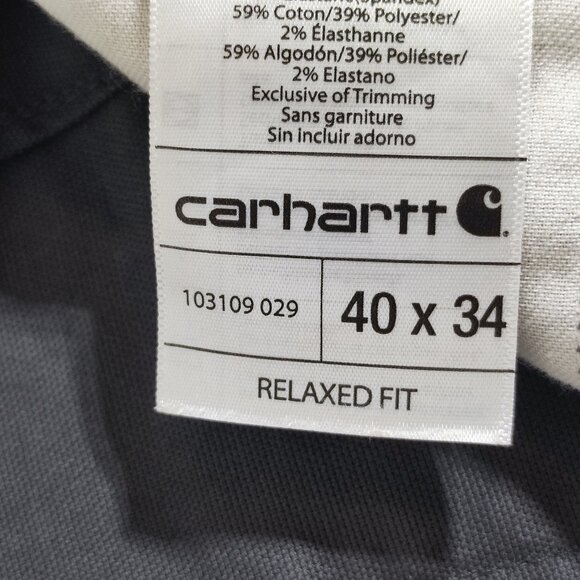 59% Cotton/39% Polyester/
2% Élasthanne
59% Algodón/39% Poliéster/
2% Elastano
Exclusive of Trimming
Sans garniture
Sin incluir adorno
carhartt
103109 029
40 x 34
RELAXED FIT